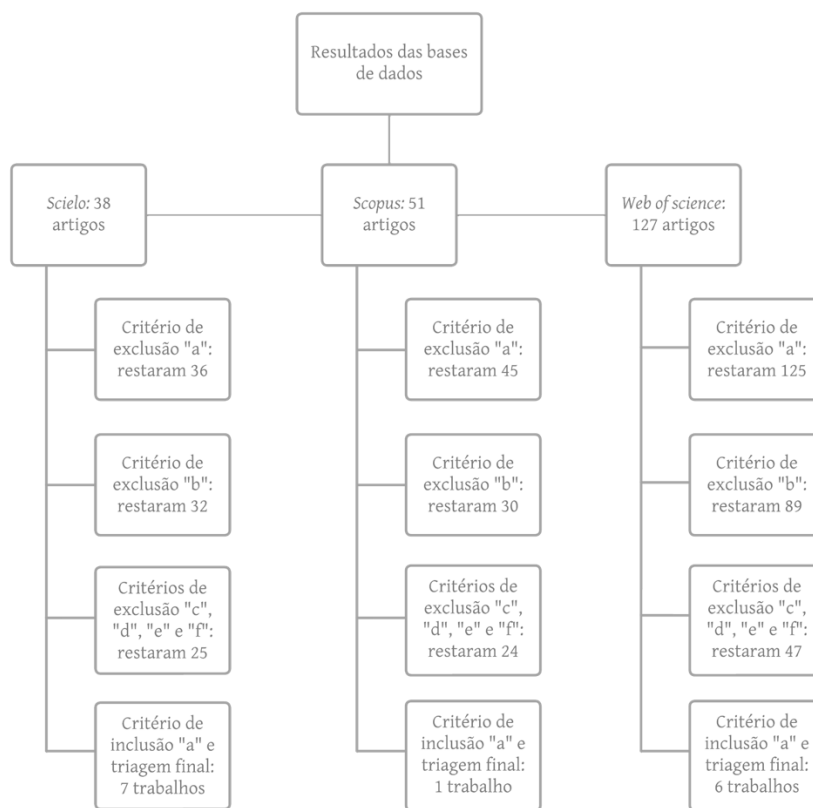 Resultados das bases
de dados
Scielo: 38
artigos
Critério de
exclusão "a":
restaram 36
Critério de
exclusão "b":
restaram 32
Critérios de
exclusão "c",
"d", "e" e "f":
restaram 25
Critério de
inclusão "a" e
triagem final:
7 trabalhos
Scopus: 51
artigos
Critério de
exclusão "a":
restaram 45
Critério de
exclusão "b":
restaram 30
Critérios de
exclusão "c",
"d", "e" e "f":
restaram 24
Critério de
inclusão "a" e
triagem final:
1 trabalho
Web of science:
127 artigos
Critério de
exclusão "a":
restaram 125
Critério de
exclusão "b":
restaram 89
Critérios de
exclusão "c",
"d", "e" e "f":
restaram 47
Critério de
inclusão "a" e
triagem final:
6 trabalhos